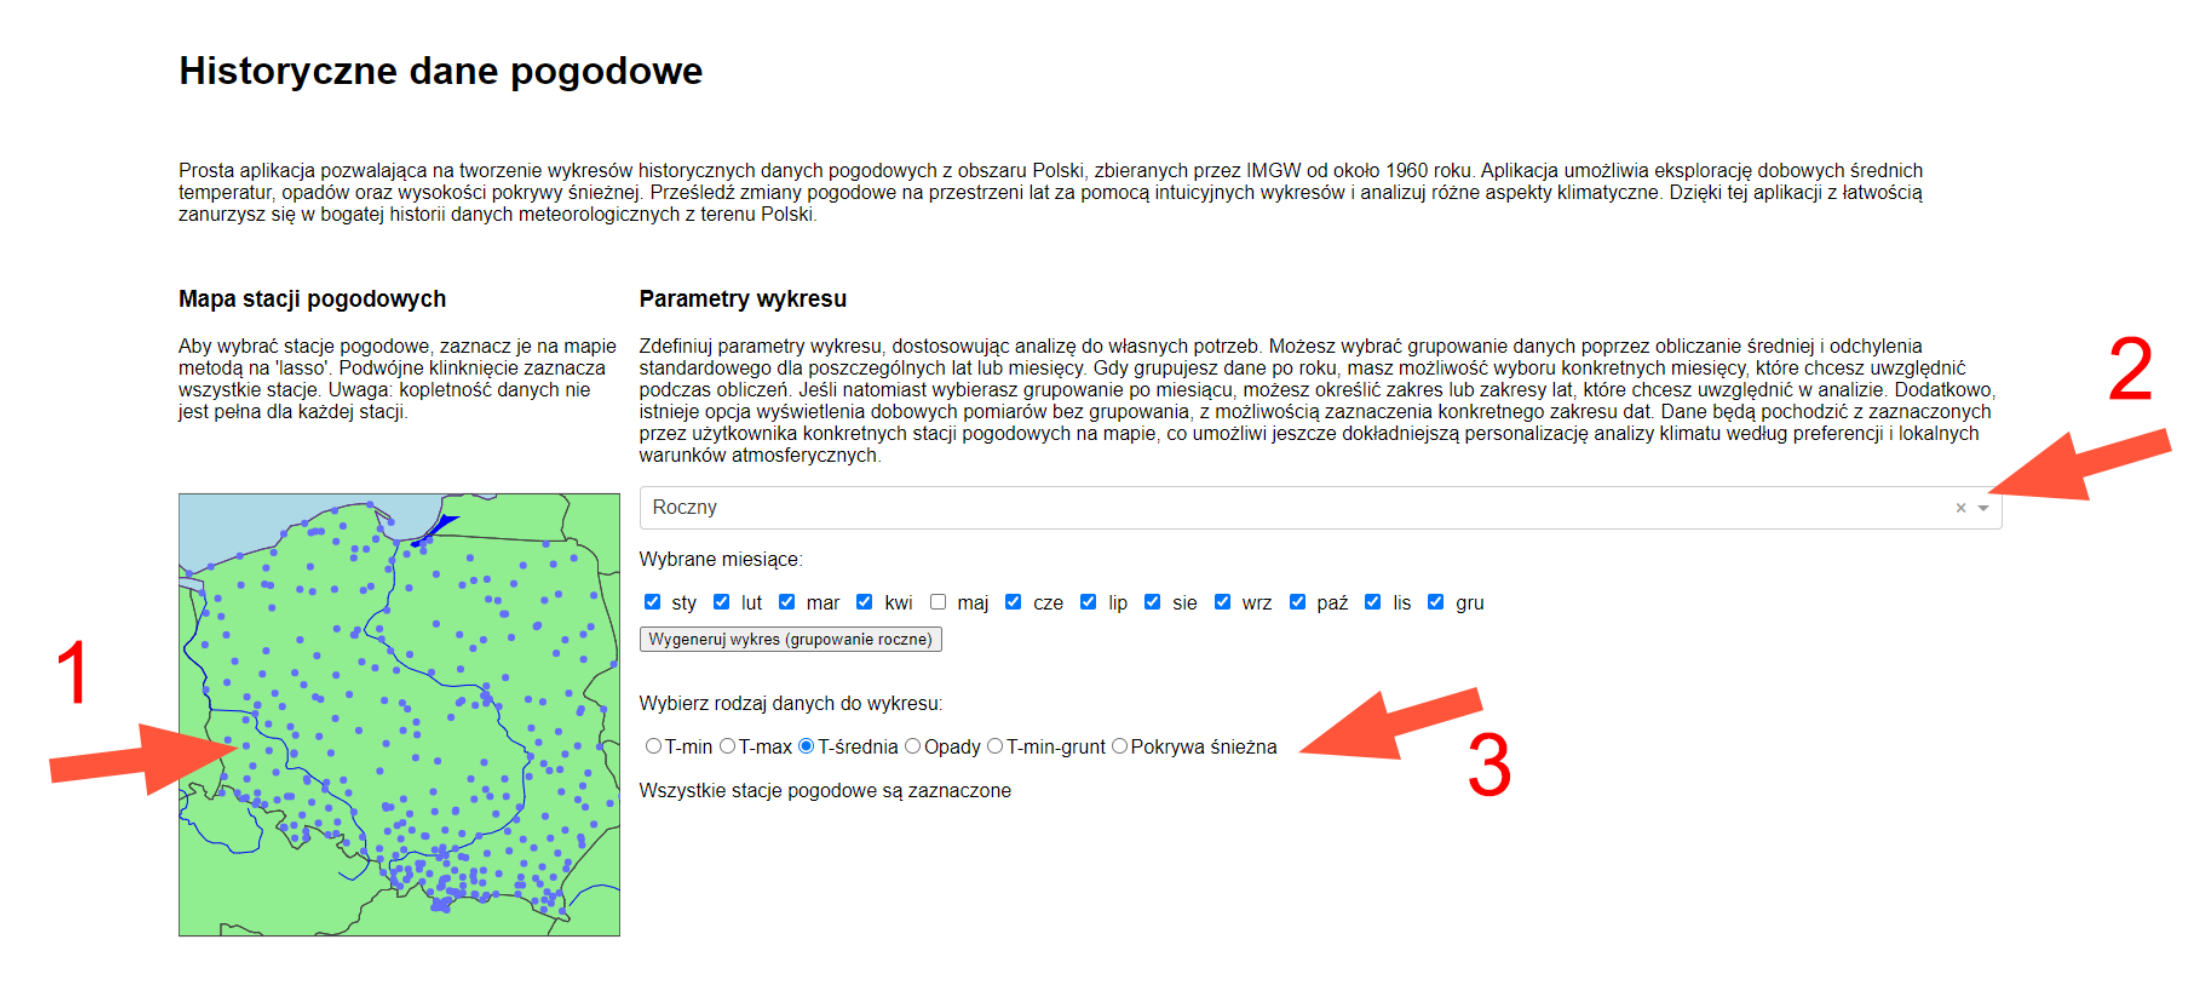 Historyczne dane pogodowe
Prosta aplikacja pozwalająca na tworzenie wykresów historycznych danych pogodowych z obszaru Polski, zbieranych przez IMGW od około 1960 roku. Aplikacja umożliwia eksplorację dobowych średnich
temperatur, opadów oraz wysokości pokrywy śnieżnej. Prześledź zmiany pogodowe na przestrzeni lat za pomocą intuicyjnych wykresów i analizuj różne aspekty klimatyczne. Dzięki tej aplikacji z łatwością
zanurzysz się w bogatej historii danych meteorologicznych z terenu Polski.
Mapa stacji pogodowych
Aby wybrać stacje pogodowe, zaznacz je na mapie
metodą na 'lasso'. Podwójne klinknięcie zaznacza
wszystkie stacje. Uwaga: kopletność danych nie
jest pełna dla każdej stacji.
1
Parametry wykresu
Zdefiniuj parametry wykresu, dostosowując analizę do własnych potrzeb. Możesz wybrać grupowanie danych poprzez obliczanie średniej i odchylenia
standardowego dla poszczególnych lat lub miesięcy. Gdy grupujesz dane po roku, masz możliwość wyboru konkretnych miesięcy, które chcesz uwzględnić
podczas obliczeń. Jeśli natomiast wybierasz grupowanie po miesiącu, możesz określić zakres lub zakresy lat, które chcesz uwzględnić w analizie. Dodatkowo,
istnieje opcja wyświetlenia dobowych pomiarów bez grupowania, z możliwością zaznaczenia konkretnego zakresu dat. Dane będą pochodzić z zaznaczonych
przez użytkownika konkretnych stacji pogodowych na mapie, co umożliwi jeszcze dokładniejszą personalizację analizy klimatu według preferencji i lokalnych
warunków atmosferycznych.
2
Roczny ×
Wybrane miesiące:
sty lut mar kwi maj cze lip sie wrz paź lis gru
Wygeneruj wykres (grupowanie roczne)
Wybierz rodzaj danych do wykresu:
T-min T-max T-średnia Opady T-min-grunt Pokrywa śnieżna
3
Wszystkie stacje pogodowe są zaznaczone